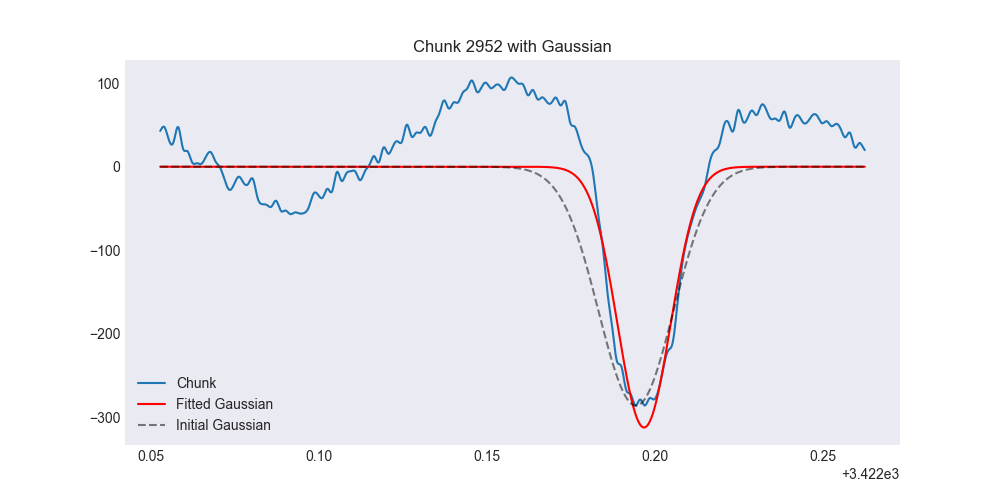 Chunk 2952 with Gaussian
100
50
0
−100
−200
−300
Chunk
Fitted Gaussian
Initial Gaussian
0.05
0.10
0.15
0.20
0.25
+3.422e3